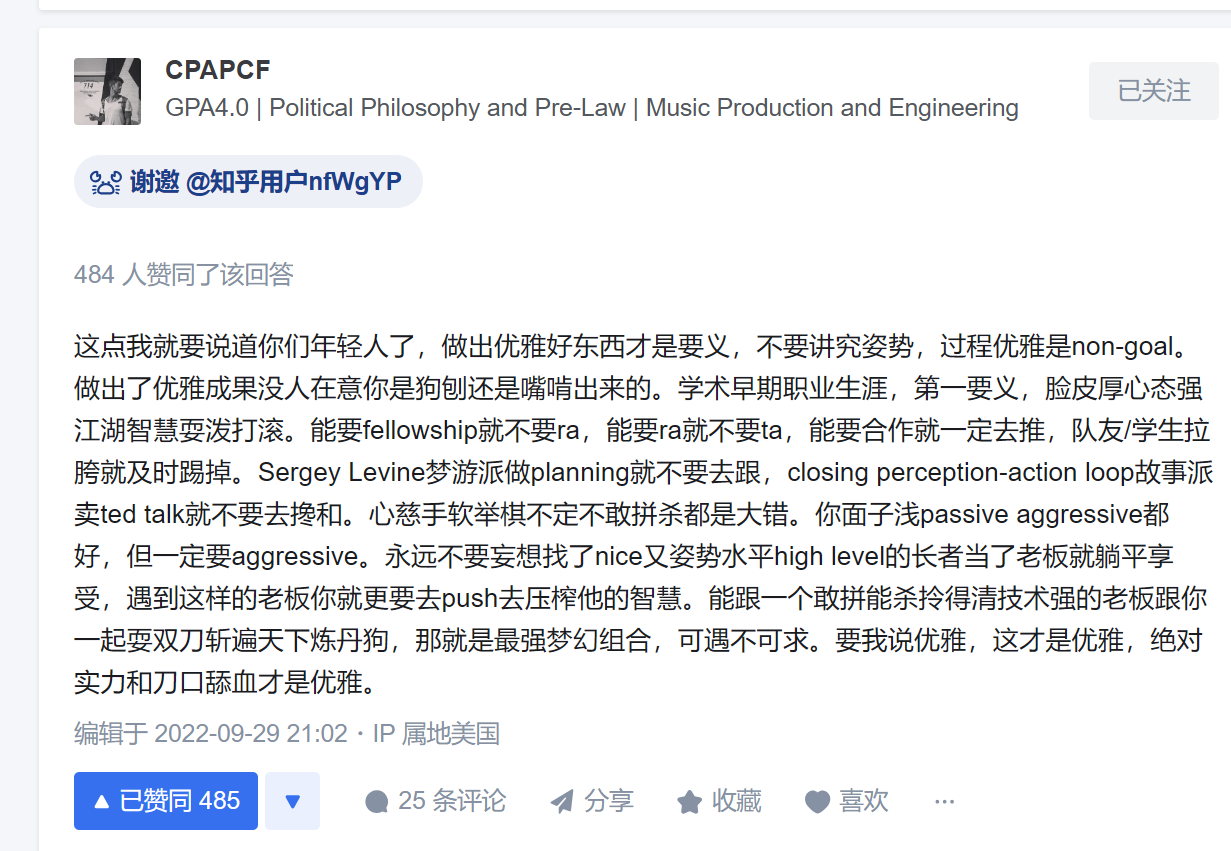 CPAPCF
已关注
GPA4.0 | Political Philosophy and Pre-Law | Music Production and Engineering
谢邀 @知乎用户nfWgYP
484 人赞同了该回答
这点我就要说道你们年轻人了，做出优雅好东西才是要义，不要讲究姿势，过程优雅是non-goal。
做出了优雅成果没人在意你是狗刨还是嘴啃出来的。学术早期职业生涯，第一要义，脸皮厚心态强
江湖智慧耍泼打滚。能要fellowship就不要ra，能要ra就不要ta，能要合作就一定去推，队友/学生拉
胯就及时踢掉。Sergey Levine梦游派做planning就不要去跟，closing perception-action loop故事派
卖ted talk就不要去搀和。心慈手软举棋不定不敢拼杀都是大错。你面子浅passive aggressive都
好，但一定要aggressive。永远不要妄想找了nice又姿势水平high level的长者当了老板就躺平享
受，遇到这样的老板你就更要去push去压榨他的智慧。能跟一个敢拼能杀拎得清技术强的老板跟你
一起耍双刀斩遍天下炼丹狗，那就是最强梦幻组合，可遇不可求。要我说优雅，这才是优雅，绝对
实力和刀口舔血才是优雅。
编辑于 2022-09-29 21:02・IP 属地美国
已赞同 485
25 条评论
分享
收藏
喜欢